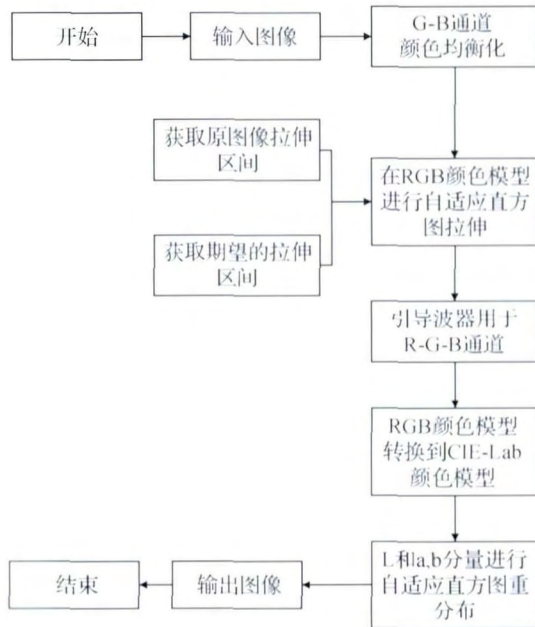 开始
输入图像
G-B通道
颜色均衡化
获取原图像拉伸
区间
在RGB颜色模型
进行自适应直方
图拉伸
获取期望的拉伸
区间
引导波器用于
R-G-B通道
RGB颜色模型
转换到CIE-Lab
颜色模型
L和a,b分量进行
自适应直方图重
分布
输出图像
结束